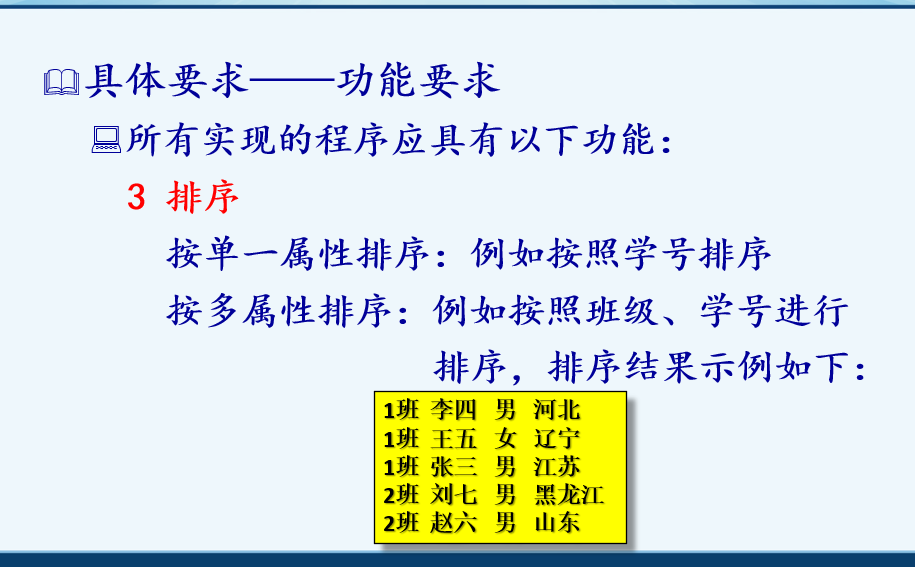 具体要求——功能要求
所有实现的程序应具有以下功能：
3 排序
按单一属性排序：例如按照学号排序
按多属性排序：例如按照班级、学号进行
排序，排序结果示例如下：
1班 李四 男 河北
1班 王五 女 辽宁
1班 张三 男 江苏
2班 刘七 男 黑龙江
2班 赵六 男 山东